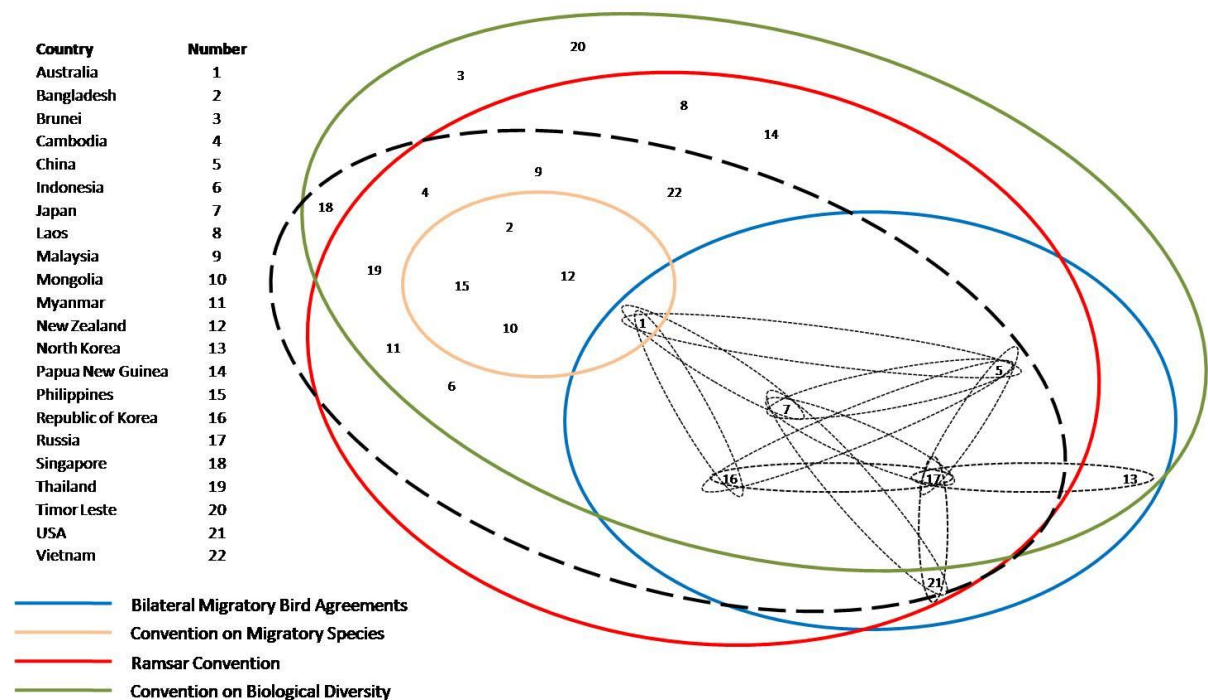 Country Number
Australia 1
Bangladesh 2
Brunei 3
Cambodia 4
China 5
Indonesia 6
Japan 7
Laos 8
Malaysia 9
Mongolia 10
Myanmar 11
New Zealand 12
North Korea 13
Papua New Guinea 14
Philippines 15
Republic of Korea 16
Russia 17
Singapore 18
Thailand 19
Timor Leste 20
USA 21
Vietnam 22
20
3
8
14
9
4
22
18
2
19
15
12
10
1
11
5
6
7
16
17
13
21
Bilateral Migratory Bird Agreements
Convention on Migratory Species
Ramsar Convention
Convention on Biological Diversity